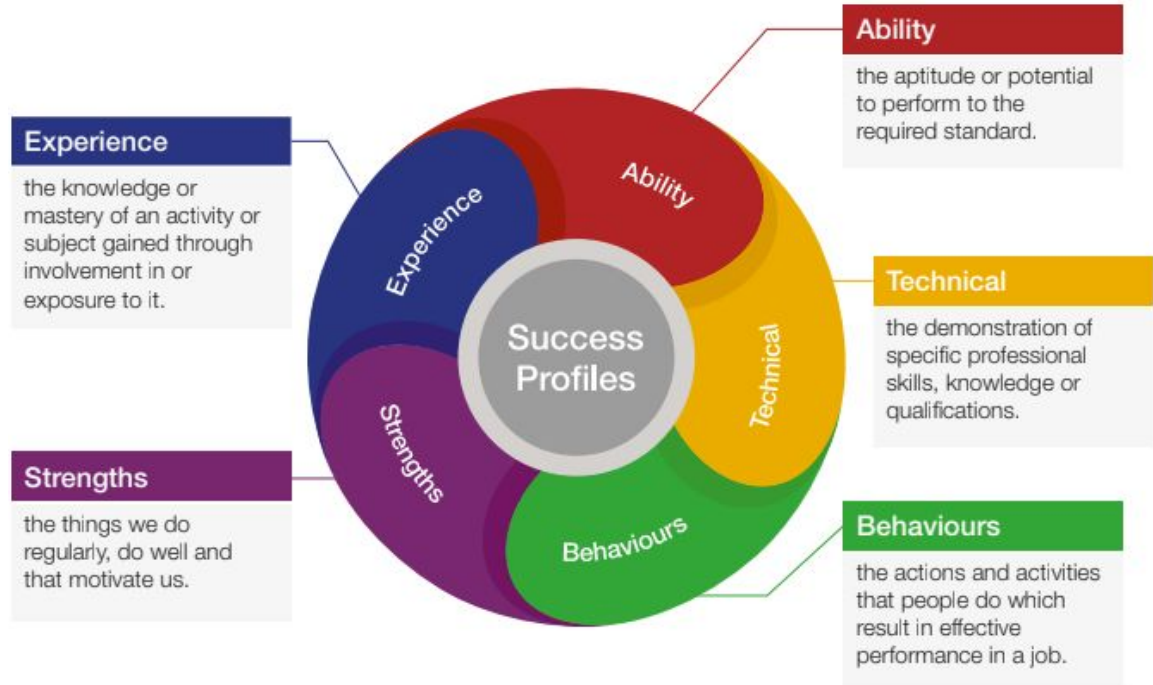 Ability
the aptitude or potential
to perform to the
required standard.
Experience
the knowledge or
mastery of an activity or
subject gained through
involvement in or
exposure to it.
Technical
the demonstration of
specific professional
skills, knowledge or
qualifications.
Strengths
the things we do
regularly, do well and
that motivate us.
Behaviours
the actions and activities
that people do which
result in effective
performance in a job.
Success
Profiles
Ability
Technical
Behaviours
Strengths
Experience